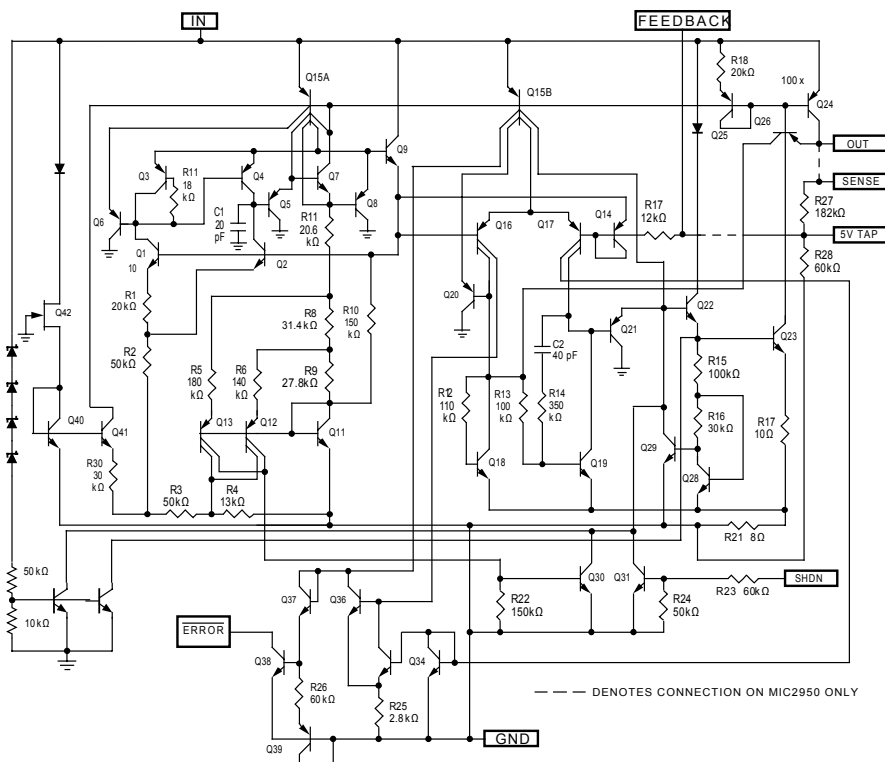 IN
FEEDBACK
R18
20kΩ
100 x
Q15A
Q15B
Q24
Q25
Q26
OUT
Q9
SENSE
Q3
R11
18
kΩ
Q4
Q7
Q5
Q8
Q6
C1
20
pF
R11
20.6
kΩ
Q16
Q17
Q14
R17
12kΩ
R27
182kΩ
5V TAP
R28
60kΩ
Q1
10
Q2
Q20
Q42
R1
20kΩ
R8
31.4kΩ
R10
150
kΩ
Q21
Q22
Q23
C2
40 pF
R2
50kΩ
R5
180
kΩ
R6
140
kΩ
R9
27.8kΩ
R12
110
kΩ
R13
100
kΩ
R14
350
kΩ
R15
100kΩ
R16
30kΩ
R17
10Ω
Q40
Q41
Q13
Q12
Q11
Q18
Q19
Q29
Q28
R30
30
kΩ
R3
50kΩ
R4
13kΩ
R21 8Ω
50kΩ
10kΩ
Q37
Q36
R22
150kΩ
Q30
Q31
R24
50kΩ
R23 60kΩ
SHDN
ERROR
Q38
Q34
R26
60kΩ
R25
2.8kΩ
DENOTES CONNECTION ON MIC2950 ONLY
GND
Q39